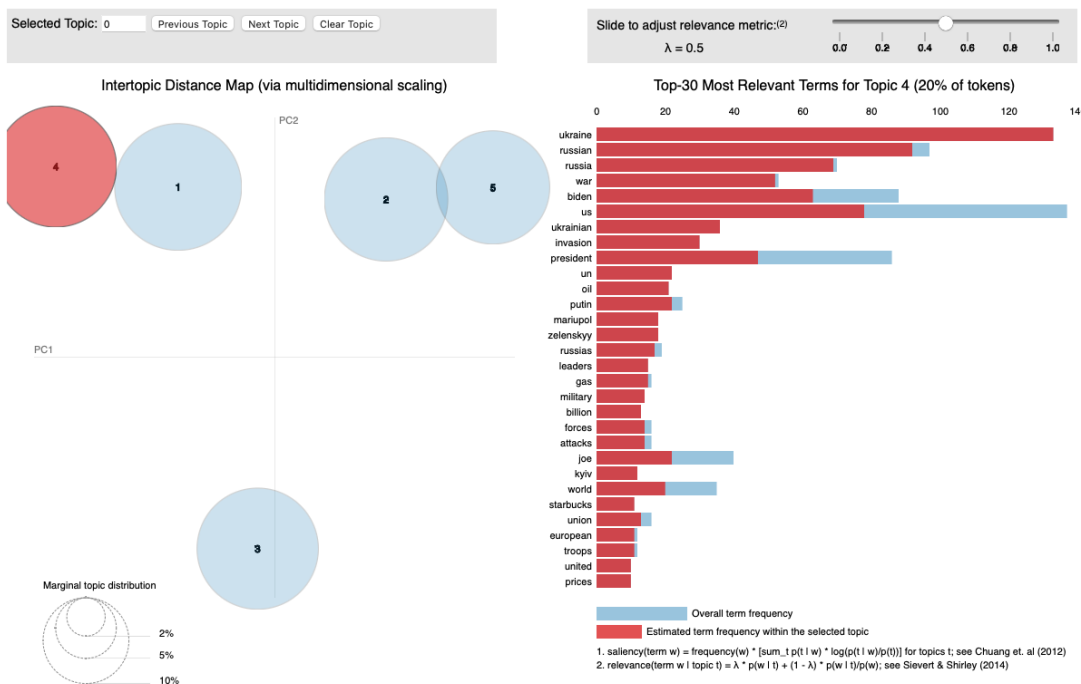 Selected Topic: 0 Previous Topic Next Topic Clear Topic
Slide to adjust relevance metric:(2)
λ = 0.5
0.0 0.2 0.4 0.6 0.8 1.0
Intertopic Distance Map (via multidimensional scaling)
PC2
PC1
4
1
2
5
3
Marginal topic distribution
2%
5%
10%
Top-30 Most Relevant Terms for Topic 4 (20% of tokens)
0 20 40 60 80 100 120 14
ukraine
russian
russia
war
biden
us
ukrainian
invasion
president
un
oil
putin
mariupol
zelenskyy
russias
leaders
gas
military
billion
forces
attacks
joe
kyiv
world
starbucks
union
european
troops
united
prices
Overall term frequency
Estimated term frequency within the selected topic
1. saliency(term w) = frequency(w) * [sum_t p(t | w) * log(p(t | w)/p(t))] for topics t; see Chuang et. al (2012)
2. relevance(term w | topic t) = λ * p(w | t) + (1 - λ) * p(w | t)/p(w); see Sievert & Shirley (2014)